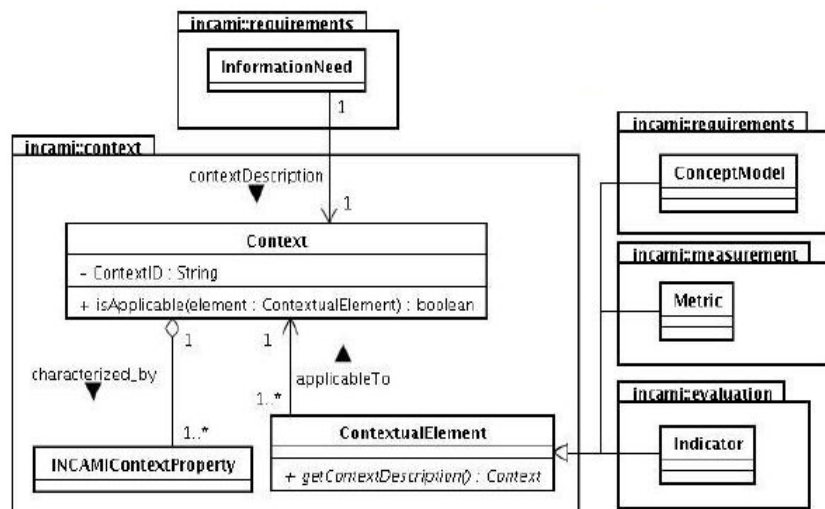 incami::requirements
InformationNeed
1
incami::context
contextDescription
1
Context
- ContextID : String
+ isApplicable(element : ContextualElement) : boolean
1
1
characterized_by
applicableTo
1..*
1..*
INCAMIContextProperty
ContextualElement
+ getContextDescription() : Context
incami::requirements
ConceptModel
incami::measurement
Metric
incami::evaluation
Indicator